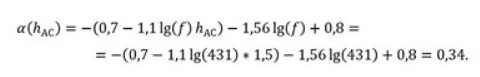 α(h_AC) = −(0,7 − 1,1 lg(f) h_AC) − 1,56 lg(f) + 0,8 =
= −(0,7 − 1,1 lg(431) ∗ 1,5) − 1,56 lg(431) + 0,8 = 0,34.